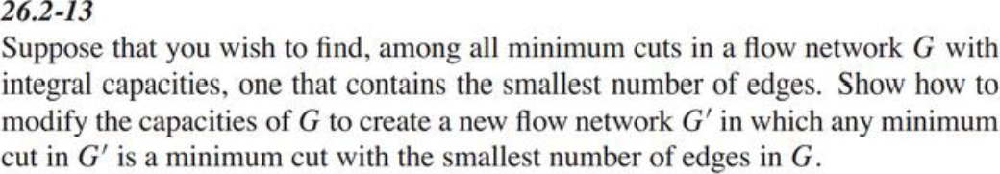 26.2-13
Suppose that you wish to find, among all minimum cuts in a flow network G with
integral capacities, one that contains the smallest number of edges. Show how to
modify the capacities of G to create a new flow network G′ in which any minimum
cut in G′ is a minimum cut with the smallest number of edges in G.